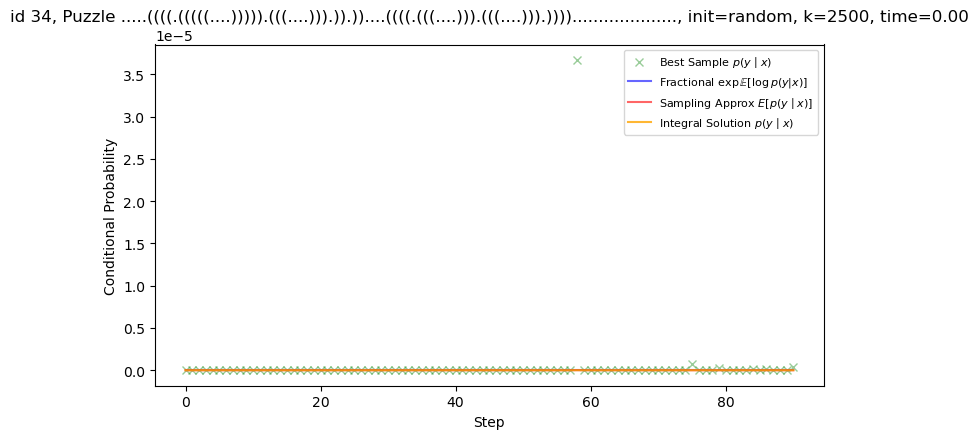 id 34, Puzzle .....((((.(((((....))))).(((....))).)).))....((((.(((....))).(((....))).))))...................., init=random, k=2500, time=0.00
1e−5
3.5
3.0
2.5
2.0
1.5
1.0
0.5
0.0
Conditional Probability
Best Sample p(y | x)
Fractional exp𝔼[log p(y|x)]
Sampling Approx E[p(y | x)]
Integral Solution p(y | x)
0 20 40 60 80
Step